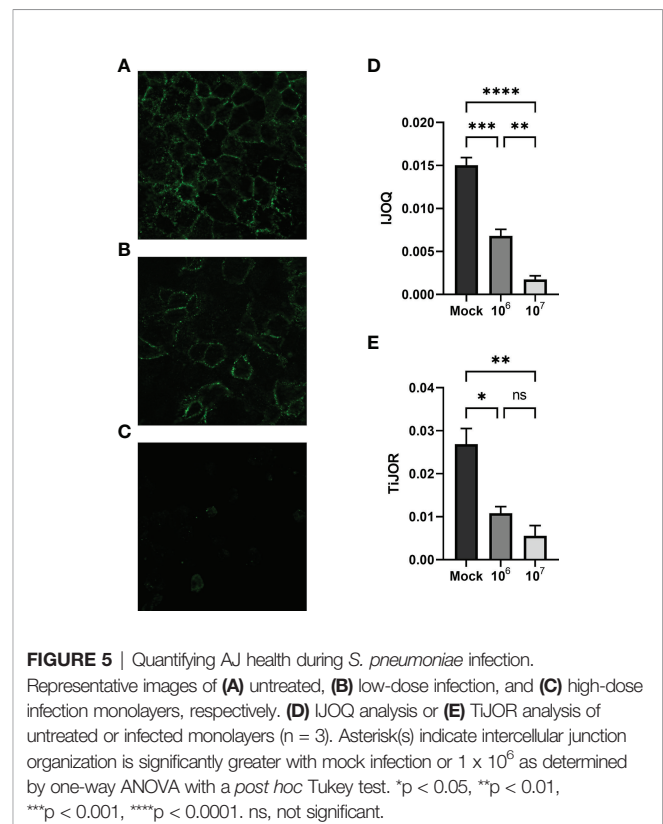 A
B
C
D
****
*** **
0.020
0.015
0.010
0.005
0.000
IJOQ
Mock 10⁶ 10⁷
E
**
* ns
0.04
0.03
0.01
0.00
TiJOR
Mock 10⁶ 10⁷
FIGURE 5 | Quantifying AJ health during S. pneumoniae infection.
Representative images of (A) untreated, (B) low-dose infection, and (C) high-dose
infection monolayers, respectively. (D) IJOQ analysis or (E) TiJOR analysis of
untreated or infected monolayers (n = 3). Asterisk(s) indicate intercellular junction
organization is significantly greater with mock infection or 1 x 10⁶ as determined
by one-way ANOVA with a post hoc Tukey test. *p < 0.05, **p < 0.01,
***p < 0.001, ****p < 0.0001. ns, not significant.